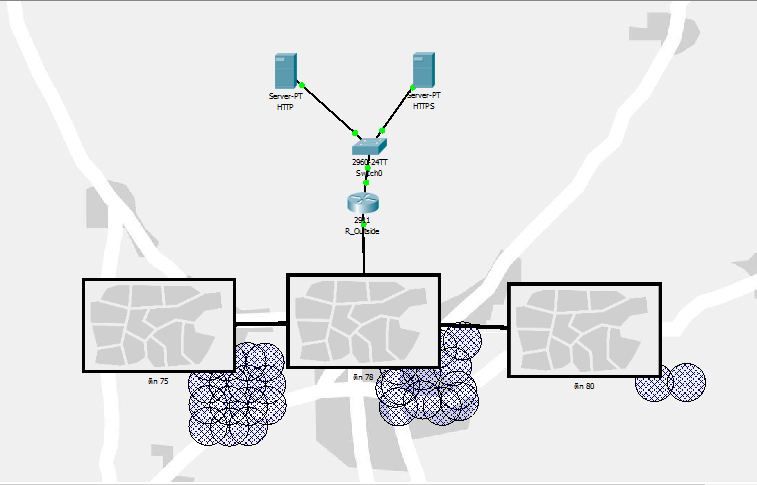 Server-PT
HTTP
Server-PT
HTTPS
2960-24TT
Switch0
2911
R_Outside
ตึก 75
ตึก 78
ตึก 80